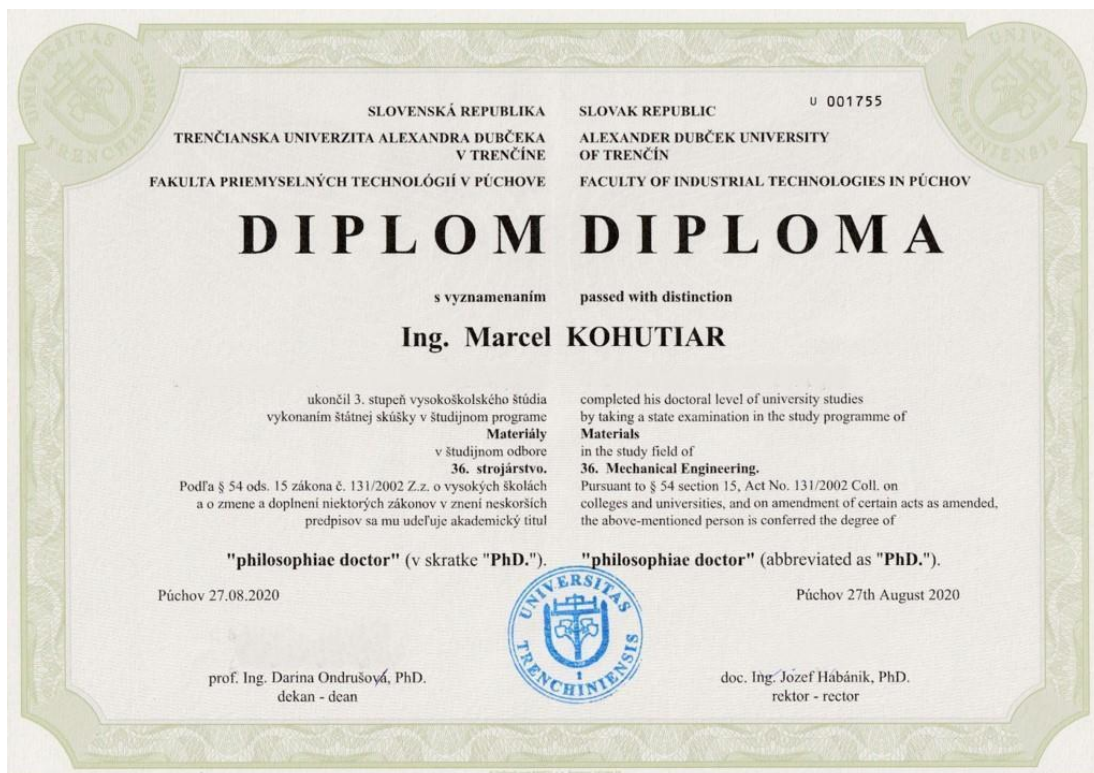 U 001755
SLOVENSKÁ REPUBLIKA
TRENČIANSKA UNIVERZITA ALEXANDRA DUBČEKA
V TRENČÍNE
FAKULTA PRIEMYSELNÝCH TECHNOLÓGIÍ V PÚCHOVE
SLOVAK REPUBLIC
ALEXANDER DUBČEK UNIVERSITY
OF TRENČÍN
FACULTY OF INDUSTRIAL TECHNOLOGIES IN PÚCHOV
DIPLOM DIPLOMA
s vyznamenaním
passed with distinction
Ing. Marcel KOHUTIAR
ukončil 3. stupeň vysokoškolského štúdia
vykonaním štátnej skúšky v študijnom programe
Materiály
v študijnom odbore
36. strojárstvo.
Podľa § 54 ods. 15 zákona č. 131/2002 Z.z. o vysokých školách
a o zmene a doplnení niektorých zákonov v znení neskorších
predpisov sa mu udeľuje akademický titul
"philosophiae doctor" (v skratke "PhD.").
completed his doctoral level of university studies
by taking a state examination in the study programme of
Materials
in the study field of
36. Mechanical Engineering.
Pursuant to § 54 section 15, Act No. 131/2002 Coll. on
colleges and universities, and on amendment of certain acts as amended,
the above-mentioned person is conferred the degree of
"philosophiae doctor" (abbreviated as "PhD.").
Púchov 27.08.2020
Púchov 27th August 2020
UNIVERSITAS
TRENCHINIENSIS
1
prof. Ing. Darina Ondrušová, PhD.
dekan - dean
doc. Ing. Jozef Habánik, PhD.
rektor - rector